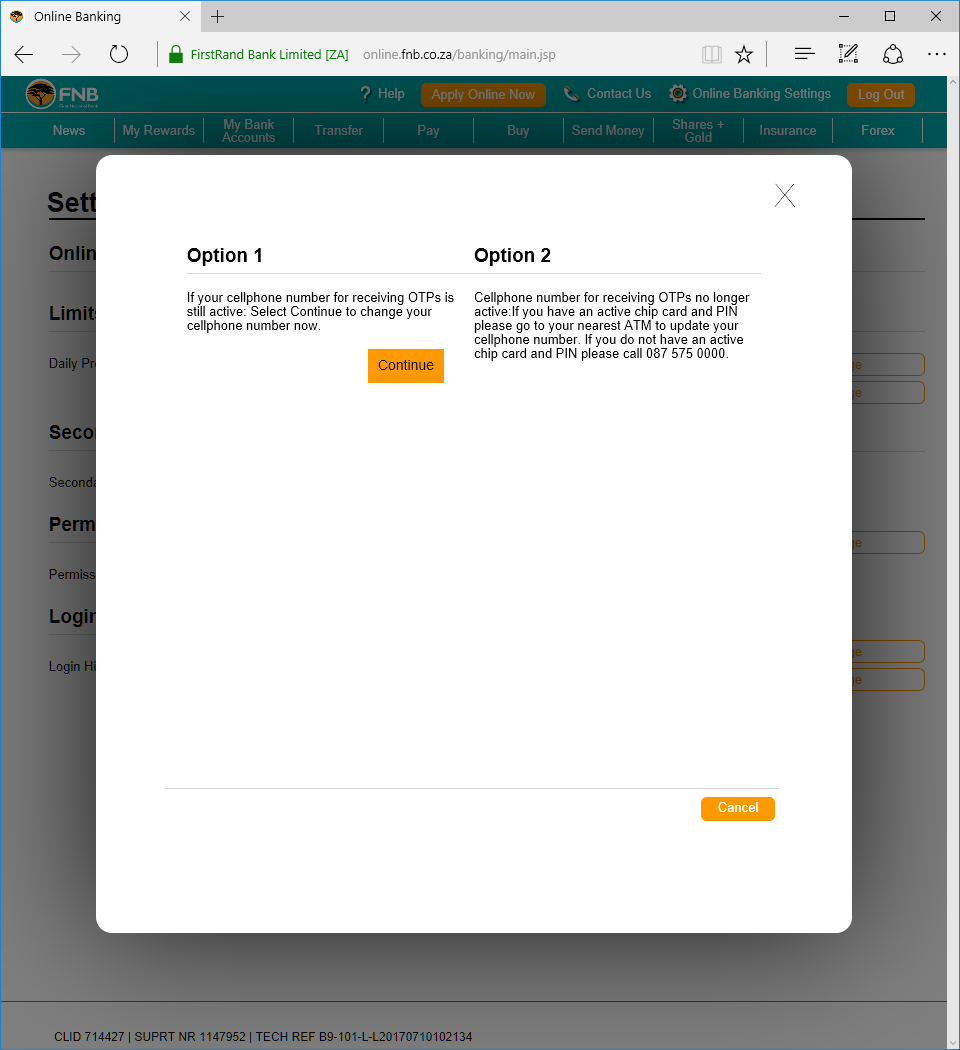 Online Banking
FirstRand Bank Limited [ZA] online.fnb.co.za/banking/main.jsp
FNB
? Help Apply Online Now Contact Us Online Banking Settings Log Out
News My Rewards My Bank Accounts Transfer Pay Buy Send Money Shares + Gold Insurance Forex
Sett
Option 1
If your cellphone number for receiving OTPs is
still active: Select Continue to change your
cellphone number now.
Continue
Option 2
Cellphone number for receiving OTPs no longer
active:If you have an active chip card and PIN
please go to your nearest ATM to update your
cellphone number. If you do not have an active
chip card and PIN please call 087 575 0000.
Onlin
Limits
Daily Pr
ge
ge
Secon
Seconda
Perm
ge
Permiss
Login
ge
Login Hi
ge
Cancel
CLID 714427 | SUPRT NR 1147952 | TECH REF B9-101-L-L20170710102134